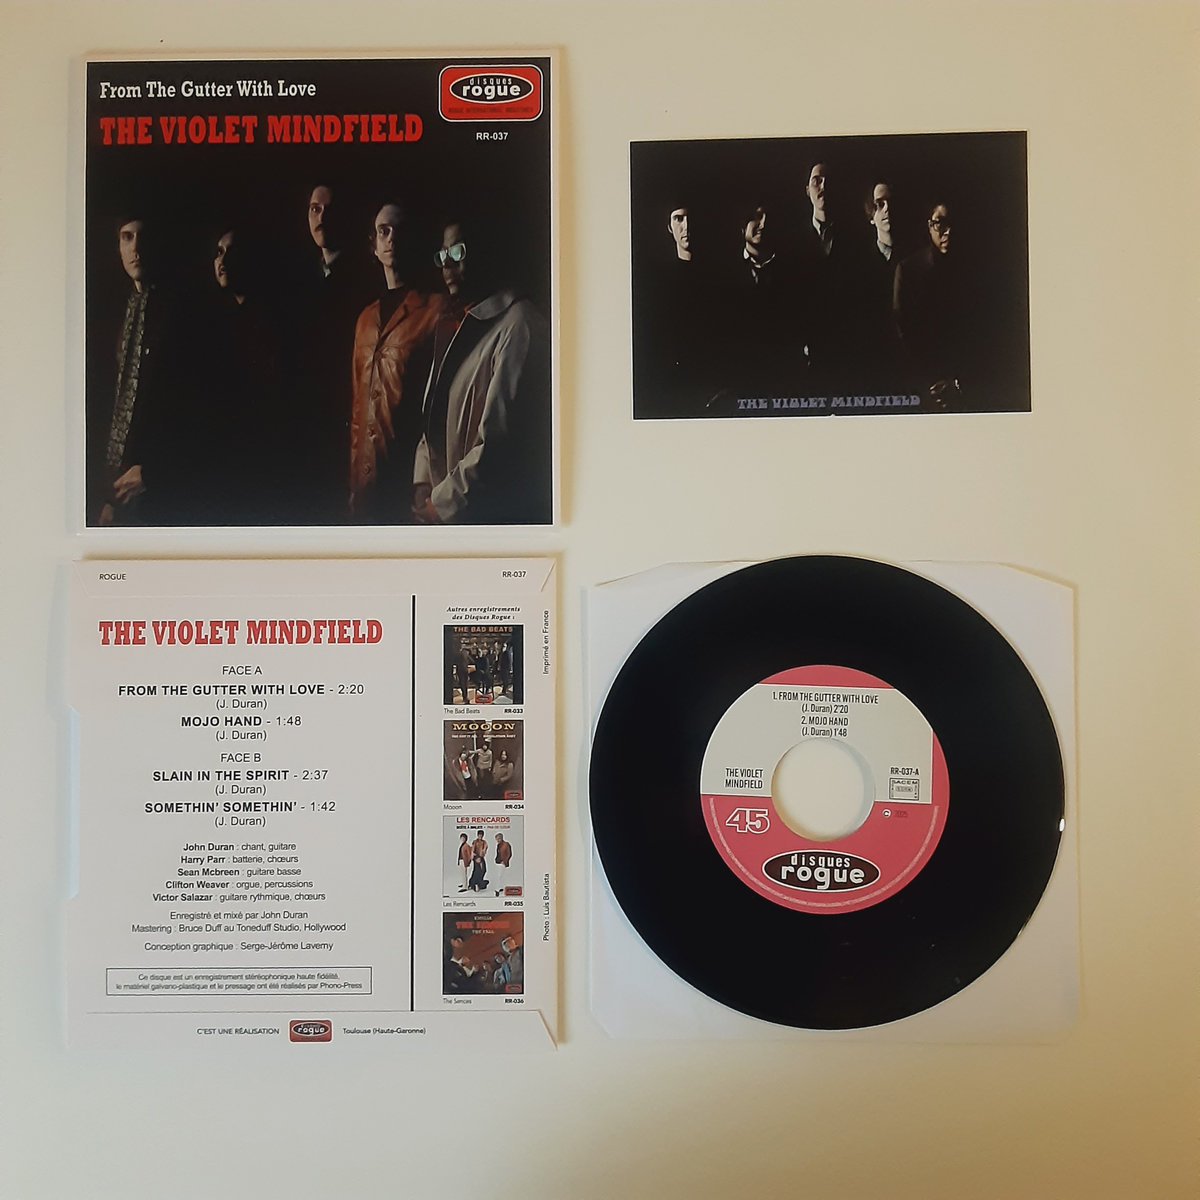 From The Gutter With Love
THE VIOLET MINDFIELD
disques
rogue
RR-037
THE VIOLET MINDFIELD
ROGUE
RR-037
THE VIOLET MINDFIELD
FACE A
FROM THE GUTTER WITH LOVE - 2:20
(J. Duran)
MOJO HAND - 1:48
(J. Duran)
FACE B
SLAIN IN THE SPIRIT - 2:37
(J. Duran)
SOMETHIN' SOMETHIN' - 1:42
(J. Duran)
John Duran : chant, guitare
Harry Parr : batterie, chœurs
Sean Mcbreen : guitare basse
Clifton Weaver : orgue, percussions
Victor Salazar : guitare rythmique, chœurs
Enregistré et mixé par John Duran
Mastering : Bruce Duff au Toneduff Studio, Hollywood
Conception graphique : Serge-Jérôme Laverny
Ce disque est un enregistrement stéréophonique haute fidélité,
le matériel galvano-plastique et le pressage ont été réalisés par Phono-Press
C'EST UNE RÉALISATION
rogue
Toulouse (Haute-Garonne)
Autres enregistrements
des Disques Rogue :
THE BAD BEATS
The Bad Beats RR-033
MOOON
Mooon RR-034
LES RENCARDS
Les Rencards RR-035
RR-036
Imprimé en France
Photo : Luis Bautista
1. FROM THE GUTTER WITH LOVE
(J. Duran) 2'20
2. MOJO HAND
(J. Duran) 1'48
THE VIOLET
MINDFIELD
RR-037-A
SACEM
45
disques
rogue